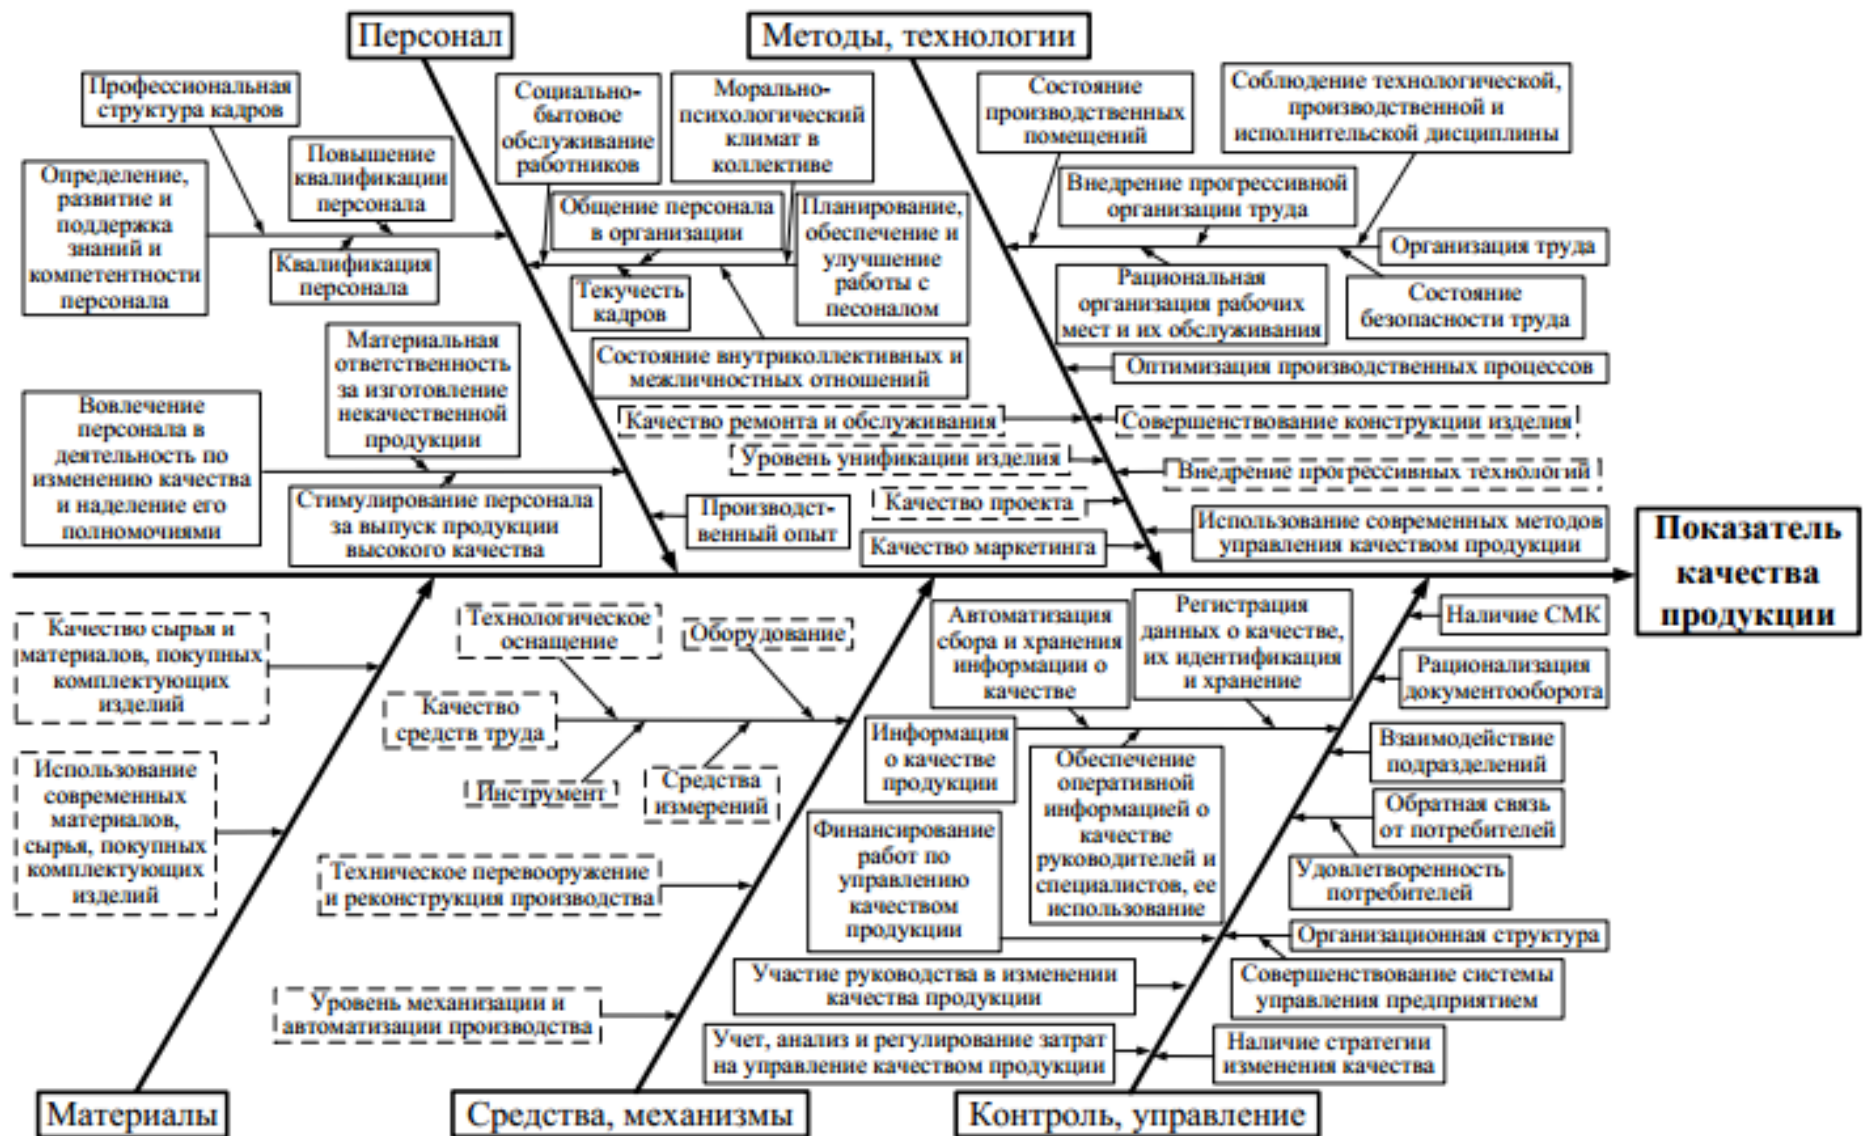 Персонал
Методы, технологии
Профессиональная
структура кадров
Социально-
бытовое
обслуживание
работников
Морально-
психологический
климат в
коллективе
Состояние
производственных
помещений
Соблюдение технологической,
производственной и
исполнительской дисциплины
Определение,
развитие и
поддержка
знаний и
компетентности
персонала
Повышение
квалификации
персонала
Квалификация
персонала
Общение персонала
в организации
Планирование,
обеспечение и
улучшение
работы с
песоналом
Внедрение прогрессивной
организации труда
Организация труда
Текучесть
кадров
Рациональная
организация рабочих
мест и их обслуживания
Состояние
безопасности труда
Материальная
ответственность
за изготовление
некачественной
продукции
Состояние внутриколлективных и
межличностных отношений
Оптимизация производственных процессов
Вовлечение
персонала в
деятельность по
изменению качества
и наделение его
полномочиями
Качество ремонта и обслуживания
Совершенствование конструкции изделия
Уровень унификации изделия
Внедрение прогрессивных технологий
Стимулирование персонала
за выпуск продукции
высокого качества
Производст-
венный опыт
Качество проекта
Качество маркетинга
Использование современных методов
управления качеством продукции
Показатель
качества
продукции
Качество сырья и
материалов, покупных
комплектующих
изделий
Технологическое
оснащение
Оборудование
Автоматизация
сбора и хранения
информации о
качестве
Регистрация
данных о качестве,
их идентификация
и хранение
Наличие СМК
Рационализация
документооборота
Качество
средств труда
Информация
о качестве
продукции
Взаимодействие
подразделений
Использование
современных
материалов,
сырья, покупных
комплектующих
изделий
Инструмент
Средства
измерений
Обеспечение
оперативной
информацией о
качестве
руководителей и
специалистов, ее
использование
Обратная связь
от потребителей
Финансирование
работ по
управлению
качеством
продукции
Удовлетворенность
потребителей
Техническое перевооружение
и реконструкция производства
Организационная структура
Участие руководства в изменении
качества продукции
Совершенствование системы
управления предприятием
Уровень механизации и
автоматизации производства
Учет, анализ и регулирование затрат
на управление качеством продукции
Наличие стратегии
изменения качества
Материалы
Средства, механизмы
Контроль, управление